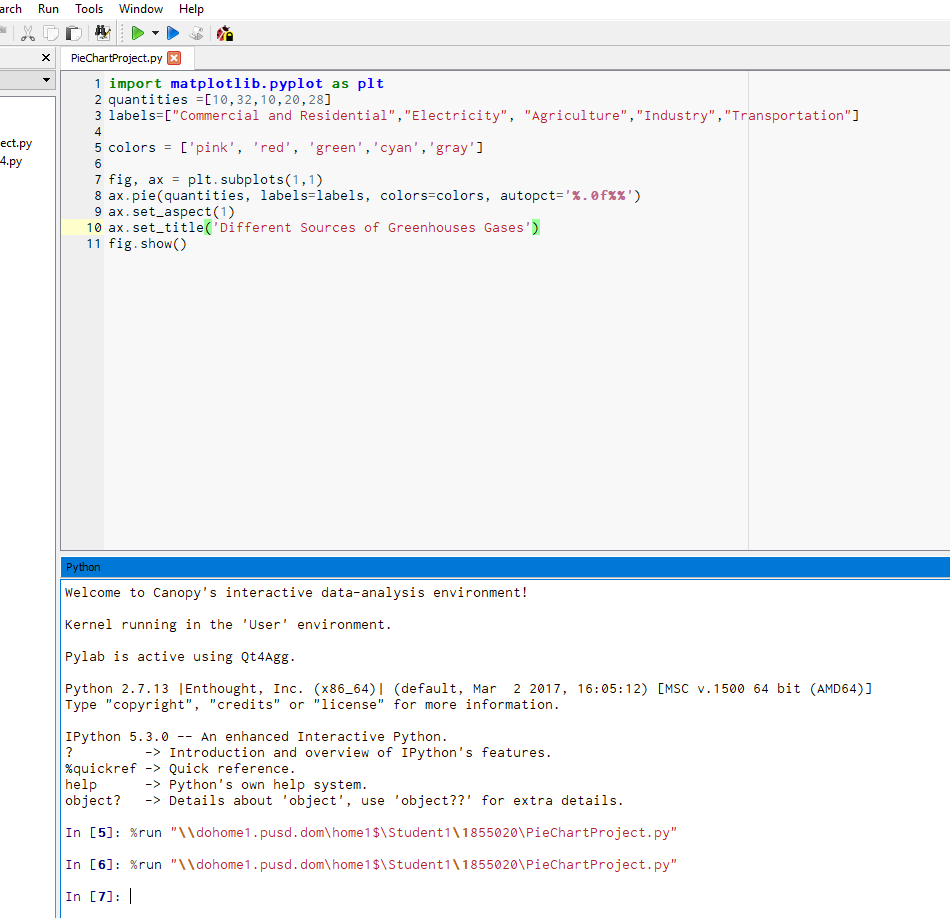 arch Run Tools Window Help
PieChartProject.py
ect.py
4.py
1 import matplotlib.pyplot as plt
2 quantities =[10,32,10,20,28]
3 labels=["Commercial and Residential","Electricity", "Agriculture","Industry","Transportation"]
4
5 colors = ['pink', 'red', 'green','cyan','gray']
6
7 fig, ax = plt.subplots(1,1)
8 ax.pie(quantities, labels=labels, colors=colors, autopct='%.0f%%')
9 ax.set_aspect(1)
10 ax.set_title('Different Sources of Greenhouses Gases')
11 fig.show()
Python
Welcome to Canopy's interactive data-analysis environment!
Kernel running in the 'User' environment.
Pylab is active using Qt4Agg.
Python 2.7.13 |Enthought, Inc. (x86_64)| (default, Mar  2 2017, 16:05:12) [MSC v.1500 64 bit (AMD64)]
Type "copyright", "credits" or "license" for more information.
IPython 5.3.0 -- An enhanced Interactive Python.
?         -> Introduction and overview of IPython's features.
%quickref -> Quick reference.
help      -> Python's own help system.
object?   -> Details about 'object', use 'object??' for extra details.
In [5]: %run "\\dohome1.pusd.dom\home1$\Student1\1855020\PieChartProject.py"
In [6]: %run "\\dohome1.pusd.dom\home1$\Student1\1855020\PieChartProject.py"
In [7]: